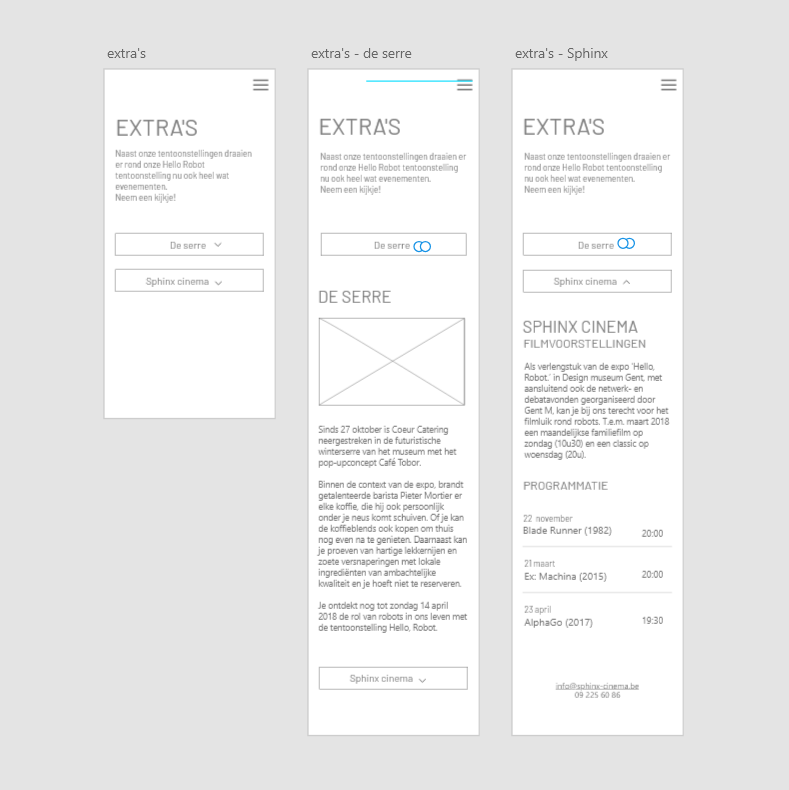 extra's
EXTRA'S
Naast onze tentoonstellingen draaien
er rond onze Hello Robot
tentoonstelling nu ook heel wat
evenementen.
Neem een kijkje!
De serre
Sphinx cinema
extra's - de serre
EXTRA'S
Naast onze tentoonstellingen draaien er
rond onze Hello Robot tentoonstelling
nu ook heel wat evenementen.
Neem een kijkje!
De serre
DE SERRE
Sinds 27 oktober is Coeur Catering
neergestreken in de futuristische
winterserre van het museum met het
pop-upconcept Café Tobor.
Binnen de context van de expo, brandt
getalenteerde barista Pieter Mortier er
elke koffie, die hij ook persoonlijk
onder je neus komt schuiven. Of je kan
de koffieblends ook kopen om thuis
nog even na te genieten. Daarnaast kan
je proeven van hartige lekkernijen en
zoete versnaperingen met lokale
ingrediënten van ambachtelijke
kwaliteit en je hoeft niet te reserveren.
Je ontdekt nog tot zondag 14 april
2018 de rol van robots in ons leven met
de tentoonstelling Hello, Robot.
Sphinx cinema
extra's - Sphinx
EXTRA'S
Naast onze tentoonstellingen draaien er
rond onze Hello Robot tentoonstelling
nu ook heel wat evenementen.
Neem een kijkje!
De serre
Sphinx cinema
SPHINX CINEMA
FILMVOORSTELLINGEN
Als verlengstuk van de expo 'Hello,
Robot.' in Design museum Gent, met
aansluitend ook de netwerk- en
debatavonden georganiseerd door
Gent M, kan je bij ons terecht voor het
filmluik rond robots. T.e.m. maart 2018
een maandelijkse familiefilm op
zondag (10u30) en een classic op
woensdag (20u).
PROGRAMMATIE
22 november
Blade Runner (1982) 20:00
21 maart
Ex: Machina (2015) 20:00
23 april
AlphaGo (2017) 19:30
info@sphinx-cinema.be
09 225 60 86